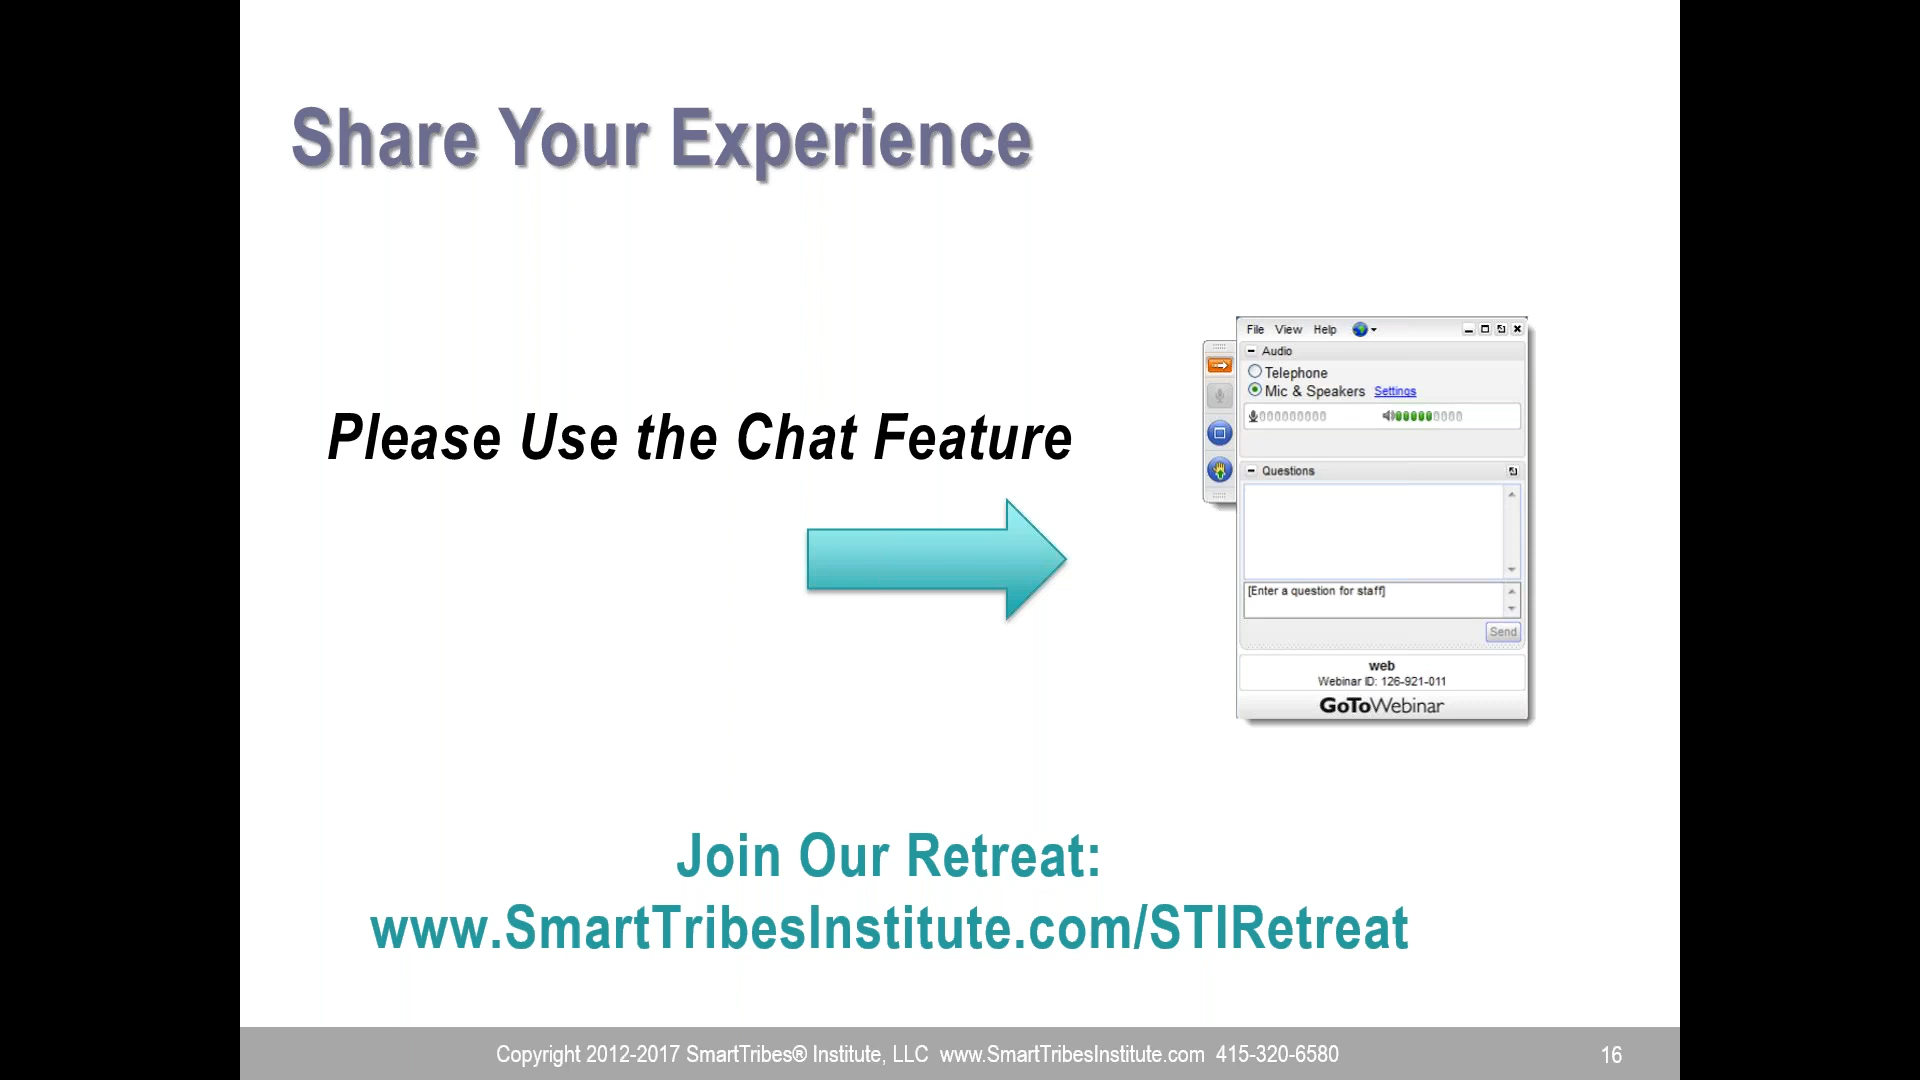 Share Your Experience
Please Use the Chat Feature
File View Help
Audio
Telephone
Mic & Speakers Settings
Questions
[Enter a question for staff]
Send
web
Webinar ID: 126-921-011
GoToWebinar
Join Our Retreat:
www.SmartTribesInstitute.com/STIRetreat
Copyright 2012-2017 SmartTribes® Institute, LLC www.SmartTribesInstitute.com 415-320-6580
16